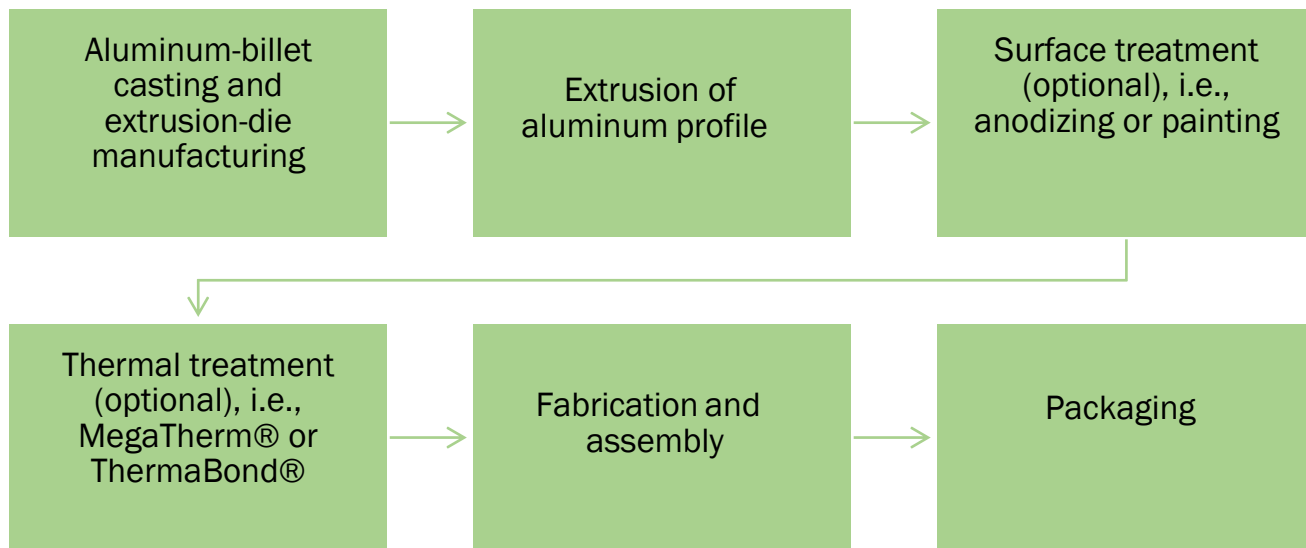 Aluminum-billet
casting and
extrusion-die
manufacturing
Extrusion of
aluminum profile
Surface treatment
(optional), i.e.,
anodizing or painting
Thermal treatment
(optional), i.e.,
MegaTherm® or
ThermaBond®
Fabrication and
assembly
Packaging